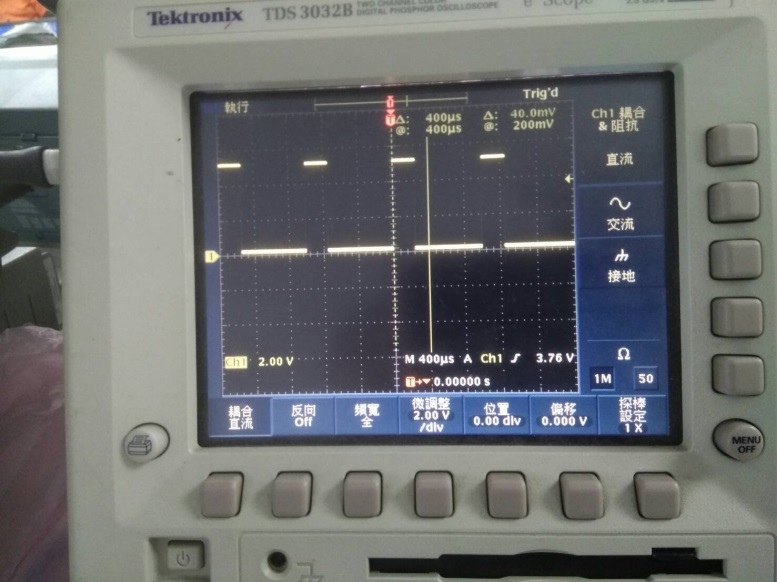 Tektronix TDS 3032B TWO CHANNEL COLOR
DIGITAL PHOSPHOR OSCILLOSCOPE
e Scope
執行
Trig'd
Δ: 400µs Δ: 40.0mV
@: 400µs @: 200mV
T
1
Ch1 耦合
& 阻抗
直流
交流
接地
Ω
1M 50
Ch1 2.00 V M 400µs A Ch1 3.76 V
T 0.00000 S
耦合
直流
反向
Off
頻寬
全
微調整
2.00 V
/div
位置
0.00 div
偏移
0.000 V
探棒
設定
1 X
MENU
OFF